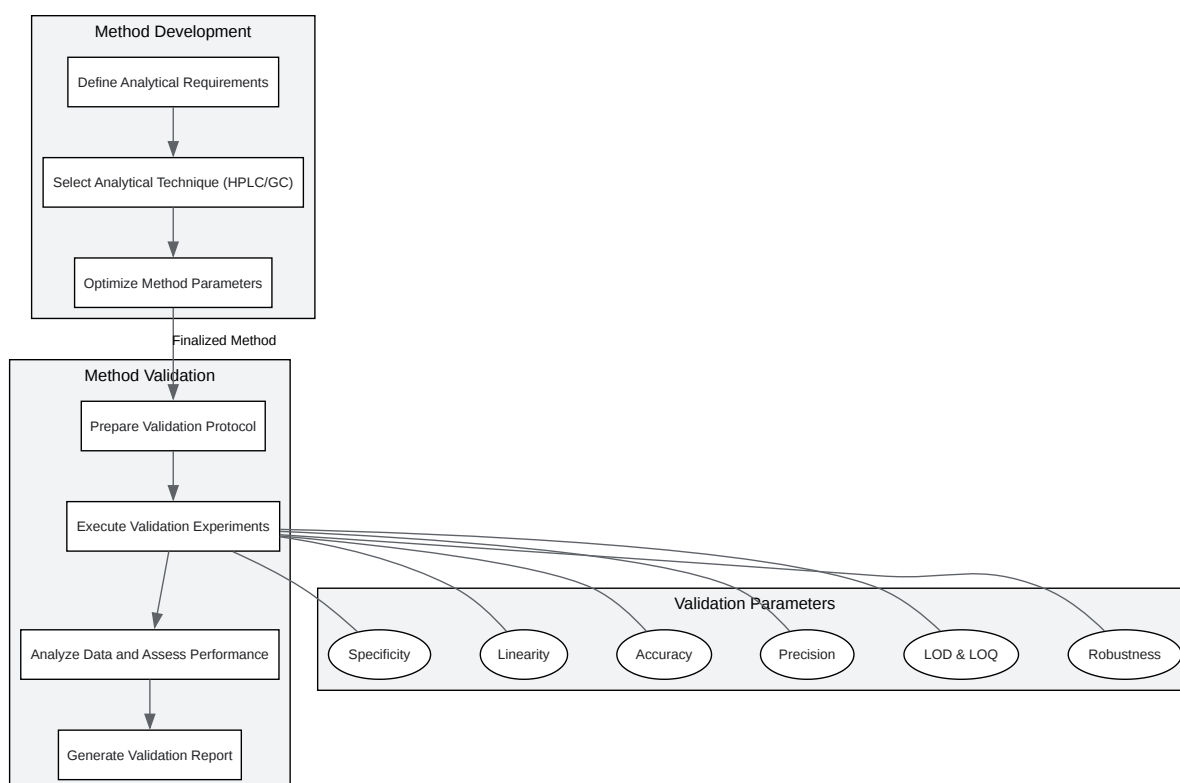 Method Development
Define Analytical Requirements
Select Analytical Technique (HPLC/GC)
Optimize Method Parameters
Finalized Method
Method Validation
Prepare Validation Protocol
Execute Validation Experiments
Validation Parameters
Specificity
Linearity
Accuracy
Precision
LOD & LOQ
Robustness
Analyze Data and Assess Performance
Generate Validation Report